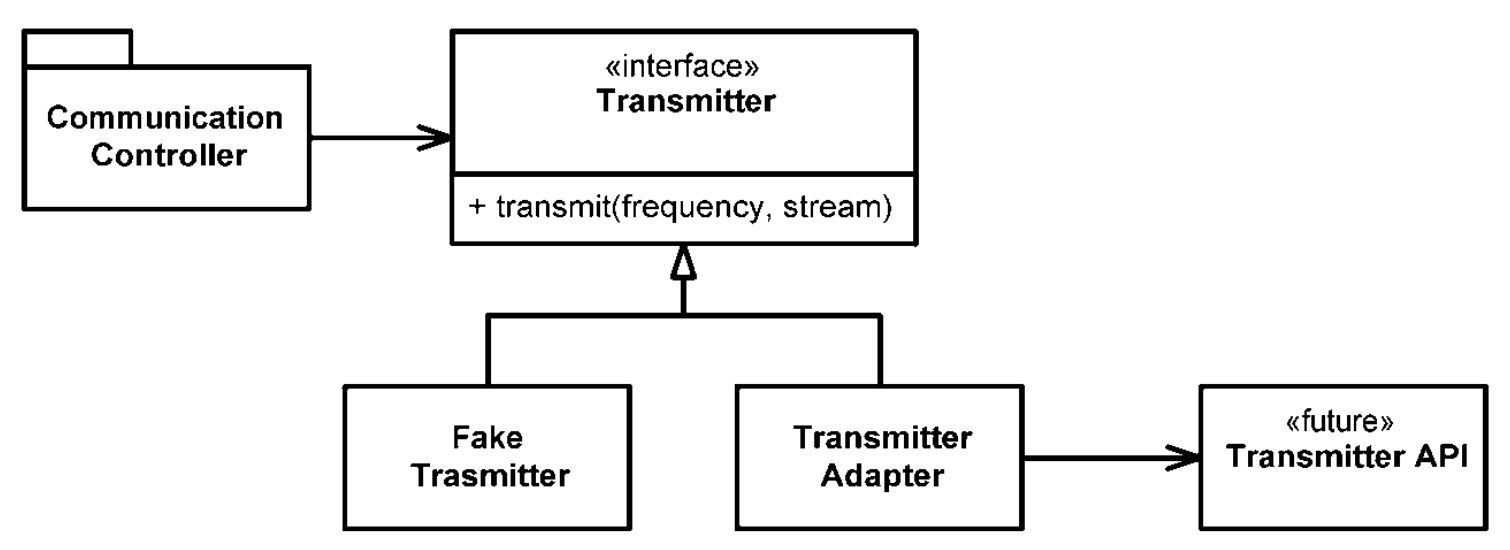 Communication
Controller
«interface»
Transmitter
+ transmit(frequency, stream)
Fake
Trasmitter
Transmitter
Adapter
«future»
Transmitter API